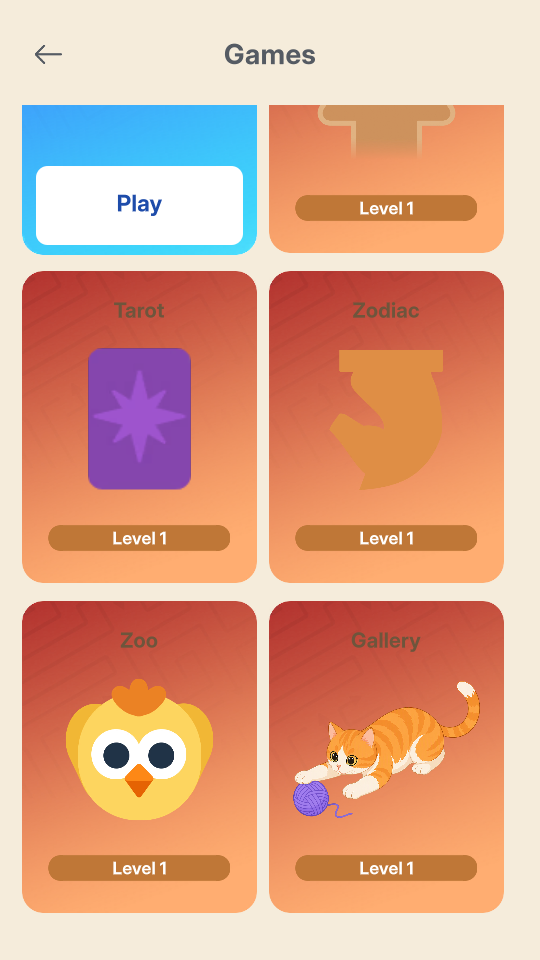 Games
Play
Level 1
Tarot
Zodiac
Level 1
Level 1
Zoo
Gallery
Level 1
Level 1